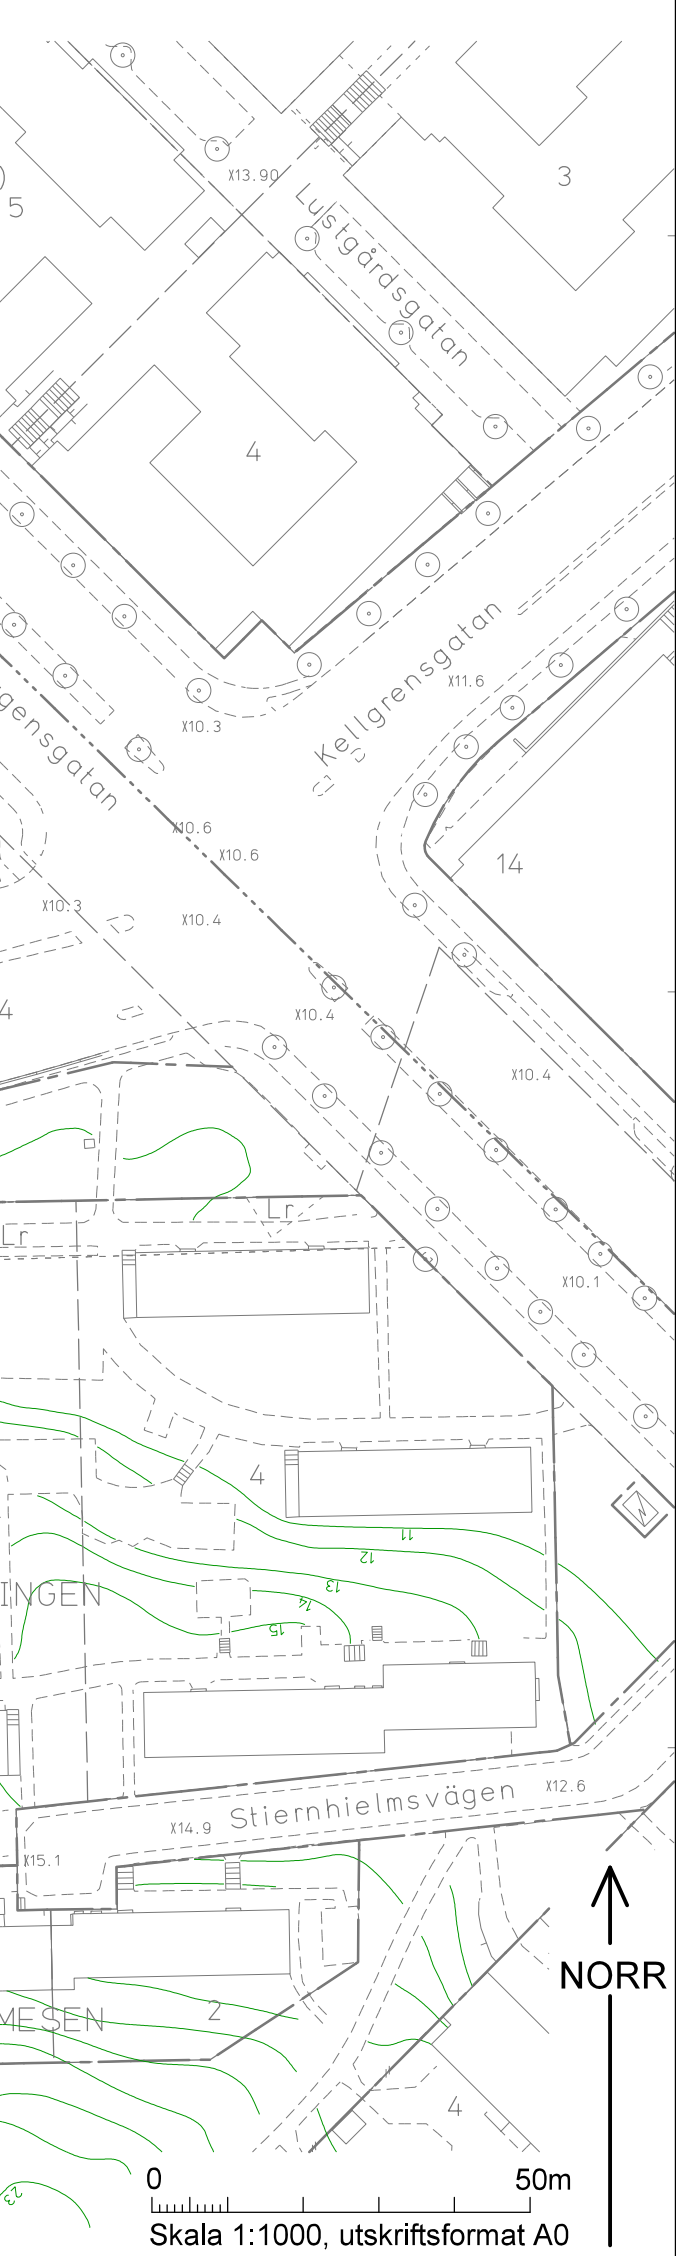 3
5
X13.90
Lustgårdsgatan
4
Kellgrensgatan
X11.6
X10.3
gensgatan
X10.6
X10.6
14
X10.3
X10.4
4
X10.4
X10.4
Lr
Lr
X10.1
4
11
12
13
14
15
INGEN
X12.6
Stiernhielmsvägen
X14.9
X15.1
NORR
2
MESEN
4
23
0 50m
Skala 1:1000, utskriftsformat A0